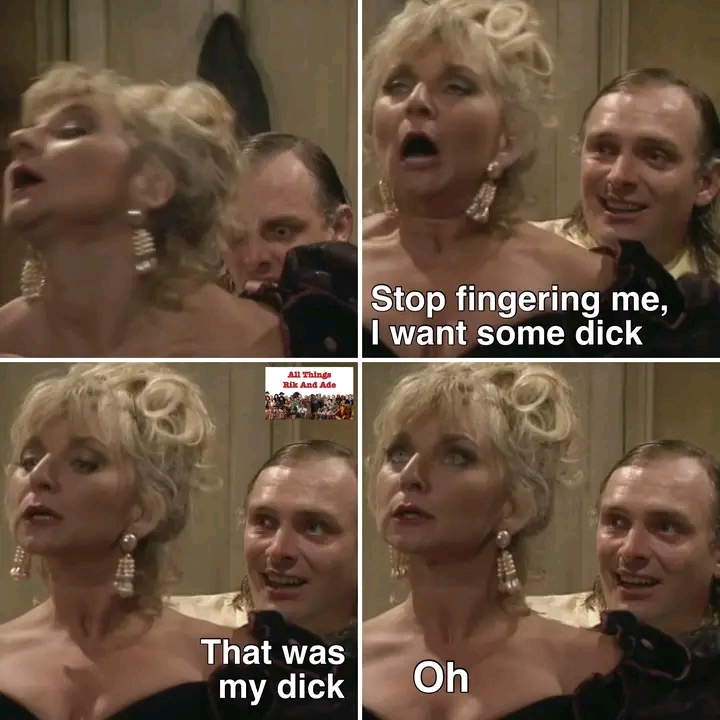 Stop fingering me,
I want some dick
All Things
Rik And Ade
That was
my dick
Oh